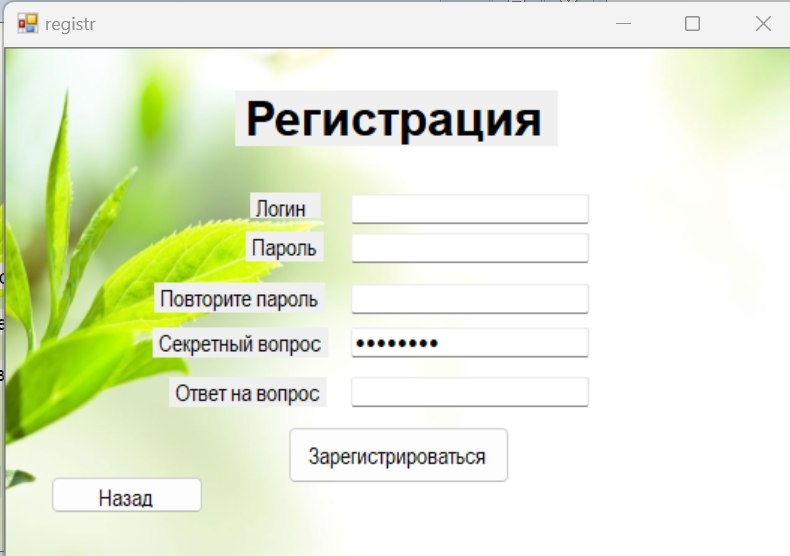 registr
Регистрация
Логин
Пароль
Повторите пароль
Секретный вопрос ••••••••
Ответ на вопрос
Зарегистрироваться
Назад